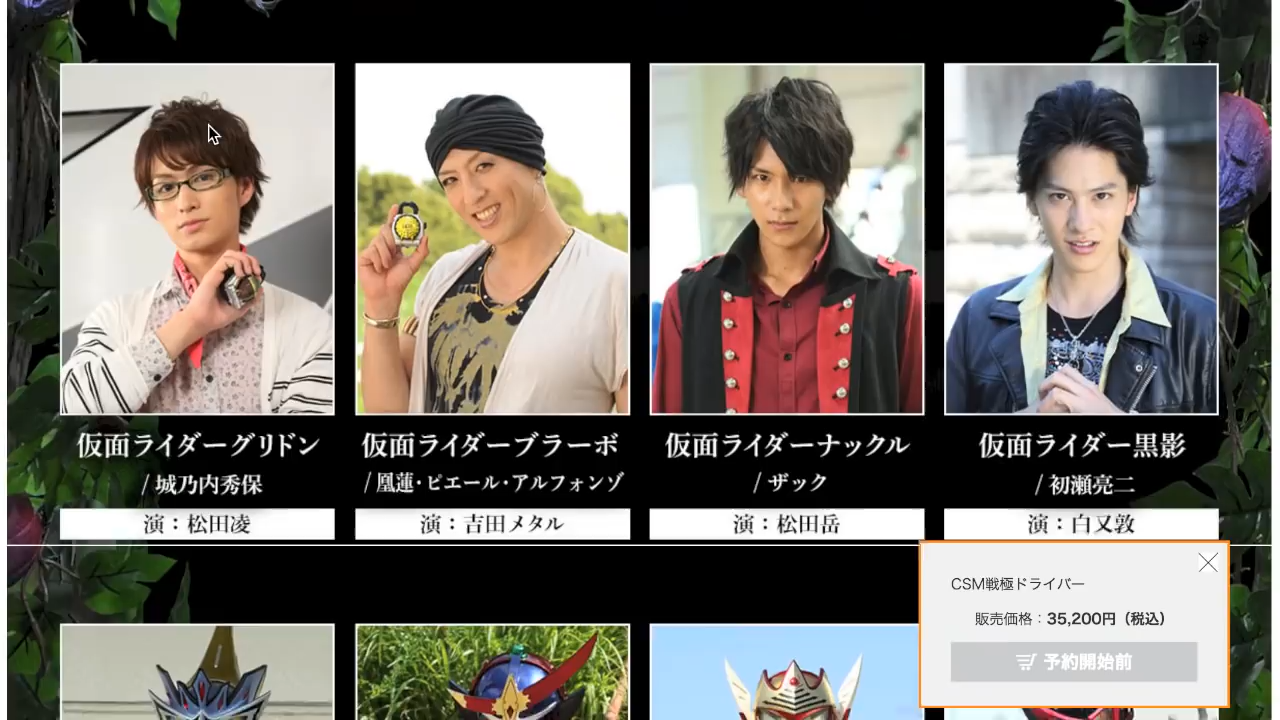 仮面ライダーグリドン
/ 城乃内秀保
演：松田凌
仮面ライダーブラーボ
/ 凰蓮・ピエール・アルフォンゾ
演：吉田メタル
仮面ライダーナックル
/ ザック
演：松田岳
仮面ライダー黒影
/ 初瀬亮二
演：白又敦
CSM戦極ドライバー
販売価格：35,200円（税込）
予約開始前